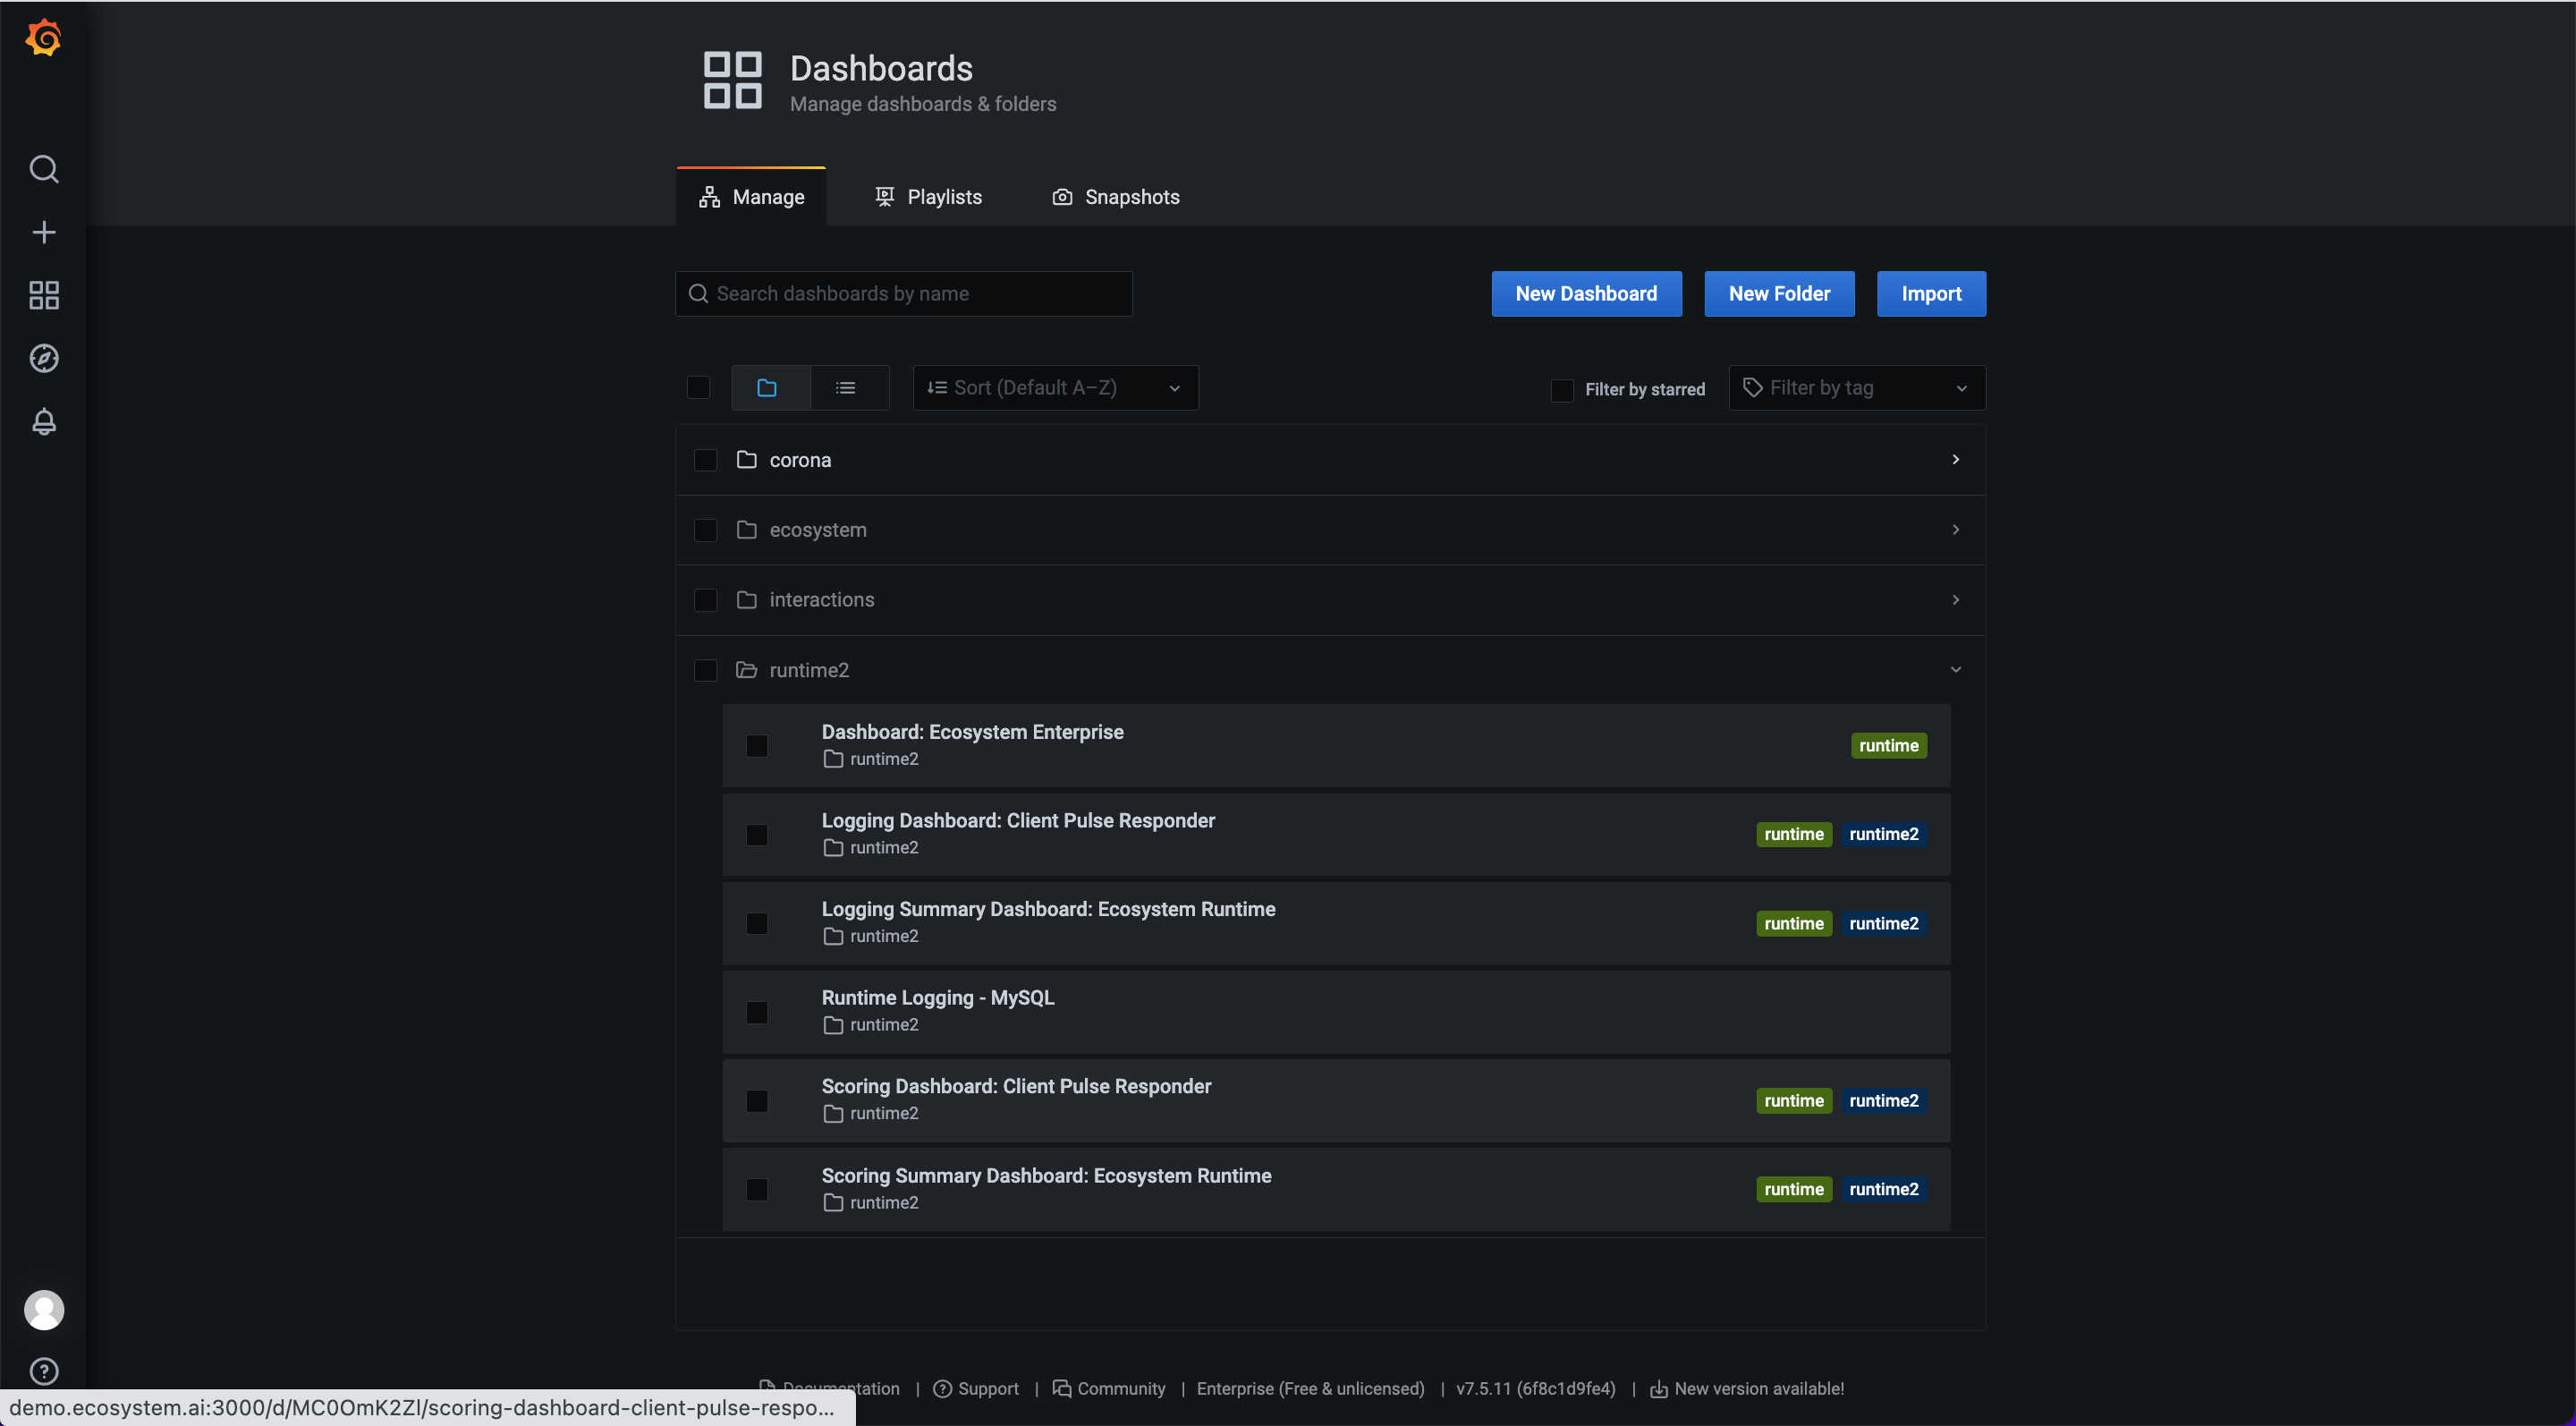 Dashboards
Manage dashboards & folders
Manage
Playlists
Snapshots
Search dashboards by name
New Dashboard
New Folder
Import
Sort (Default A–Z)
Filter by starred
Filter by tag
corona
ecosystem
interactions
runtime2
Dashboard: Ecosystem Enterprise
runtime2
runtime
Logging Dashboard: Client Pulse Responder
runtime2
runtime runtime2
Logging Summary Dashboard: Ecosystem Runtime
runtime2
runtime runtime2
Runtime Logging - MySQL
runtime2
Scoring Dashboard: Client Pulse Responder
runtime2
runtime runtime2
Scoring Summary Dashboard: Ecosystem Runtime
runtime2
runtime runtime2
Documentation | Support | Community | Enterprise (Free & unlicensed) | v7.5.11 (6f8c1d9fe4) | New version available!
demo.ecosystem.ai:3000/d/MC0OmK2Zl/scoring-dashboard-client-pulse-respo...